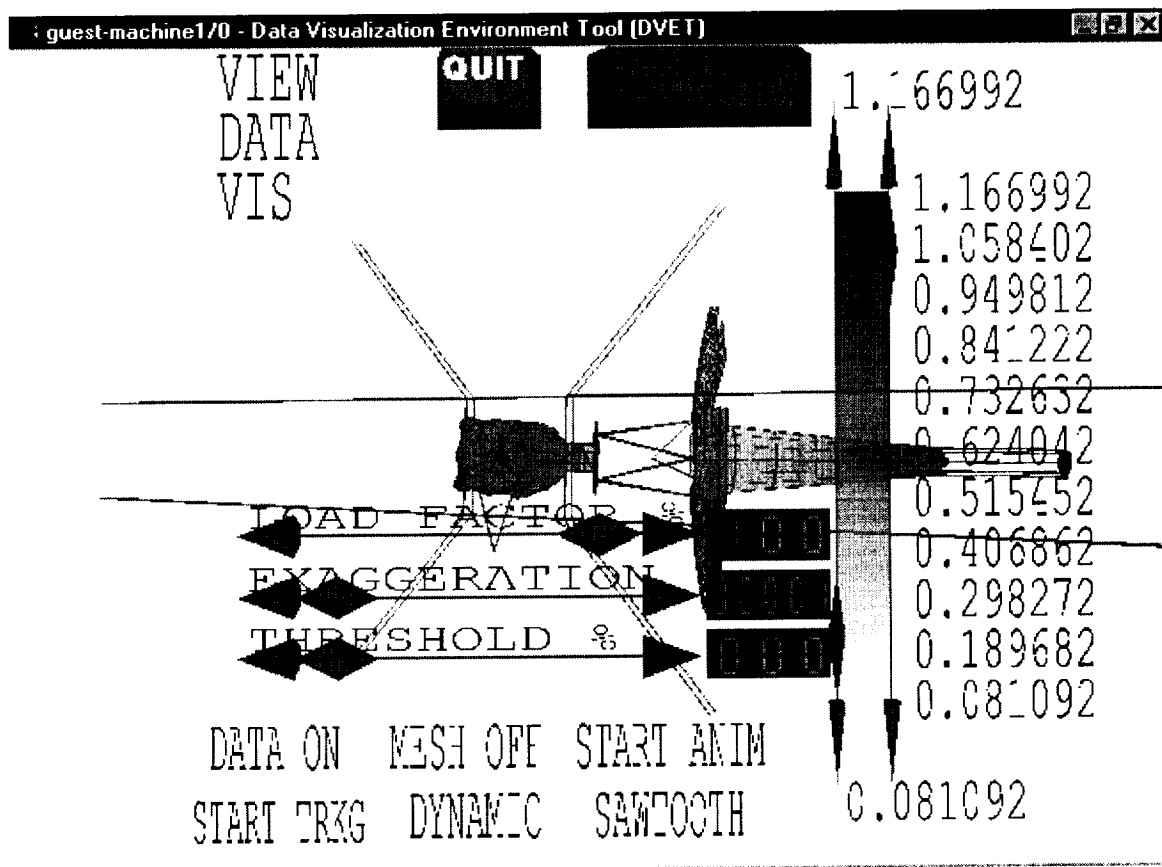 guest-machine1/0 - Data Visualization Environment Tool (DVET)
VIEW
QUIT
DATA
VIS
1.166992
1.166992
1.058402
0.949812
0.841222
0.732632
0.624042
0.515452
0.406862
0.298272
0.189682
0.081092
0.081092
LOAD FACTOR %
EXAGGERATION
THRESHOLD %
DATA ON MESH OFF START ANIM
START TRKG DYNAMIC SAWTOOTH